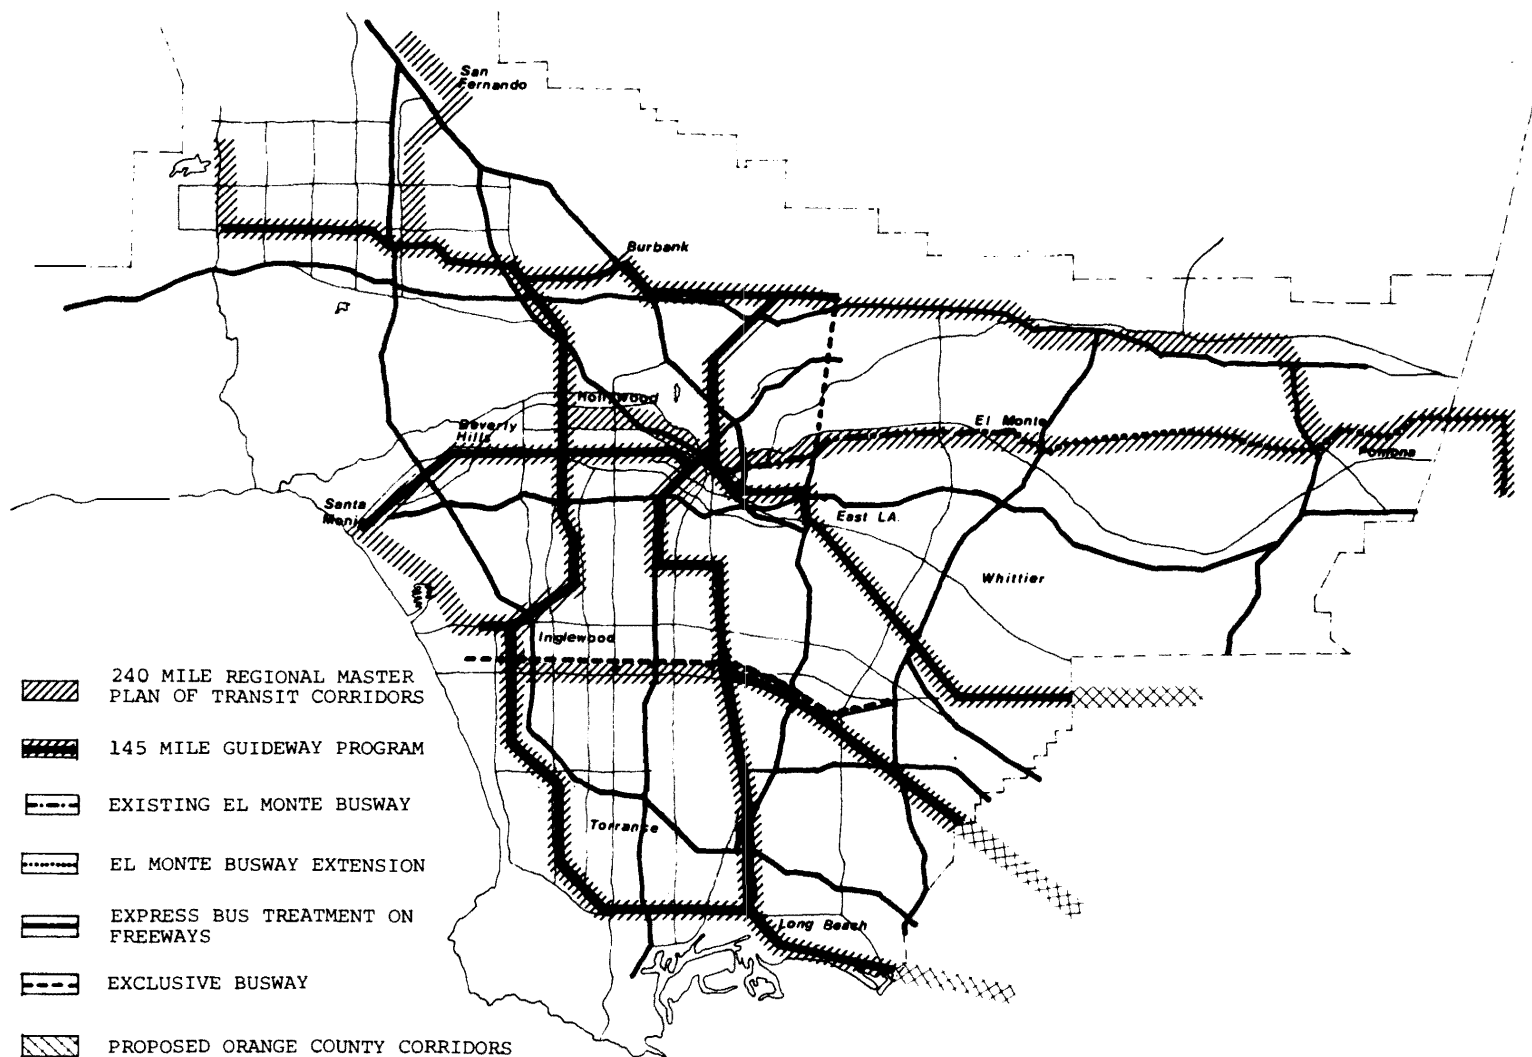 San
Fernando
Burbank
Hollywood
Beverly
Hills
El Monte
Pomona
Santa
Moni
East LA.
Whittier
Inglewood
240 MILE REGIONAL MASTER
PLAN OF TRANSIT CORRIDORS
145 MILE GUIDEWAY PROGRAM
EXISTING EL MONTE BUSWAY
Torrance
EL MONTE BUSWAY EXTENSION
EXPRESS BUS TREATMENT ON
FREEWAYS
Long Beach
EXCLUSIVE BUSWAY
PROPOSED ORANGE COUNTY CORRIDORS